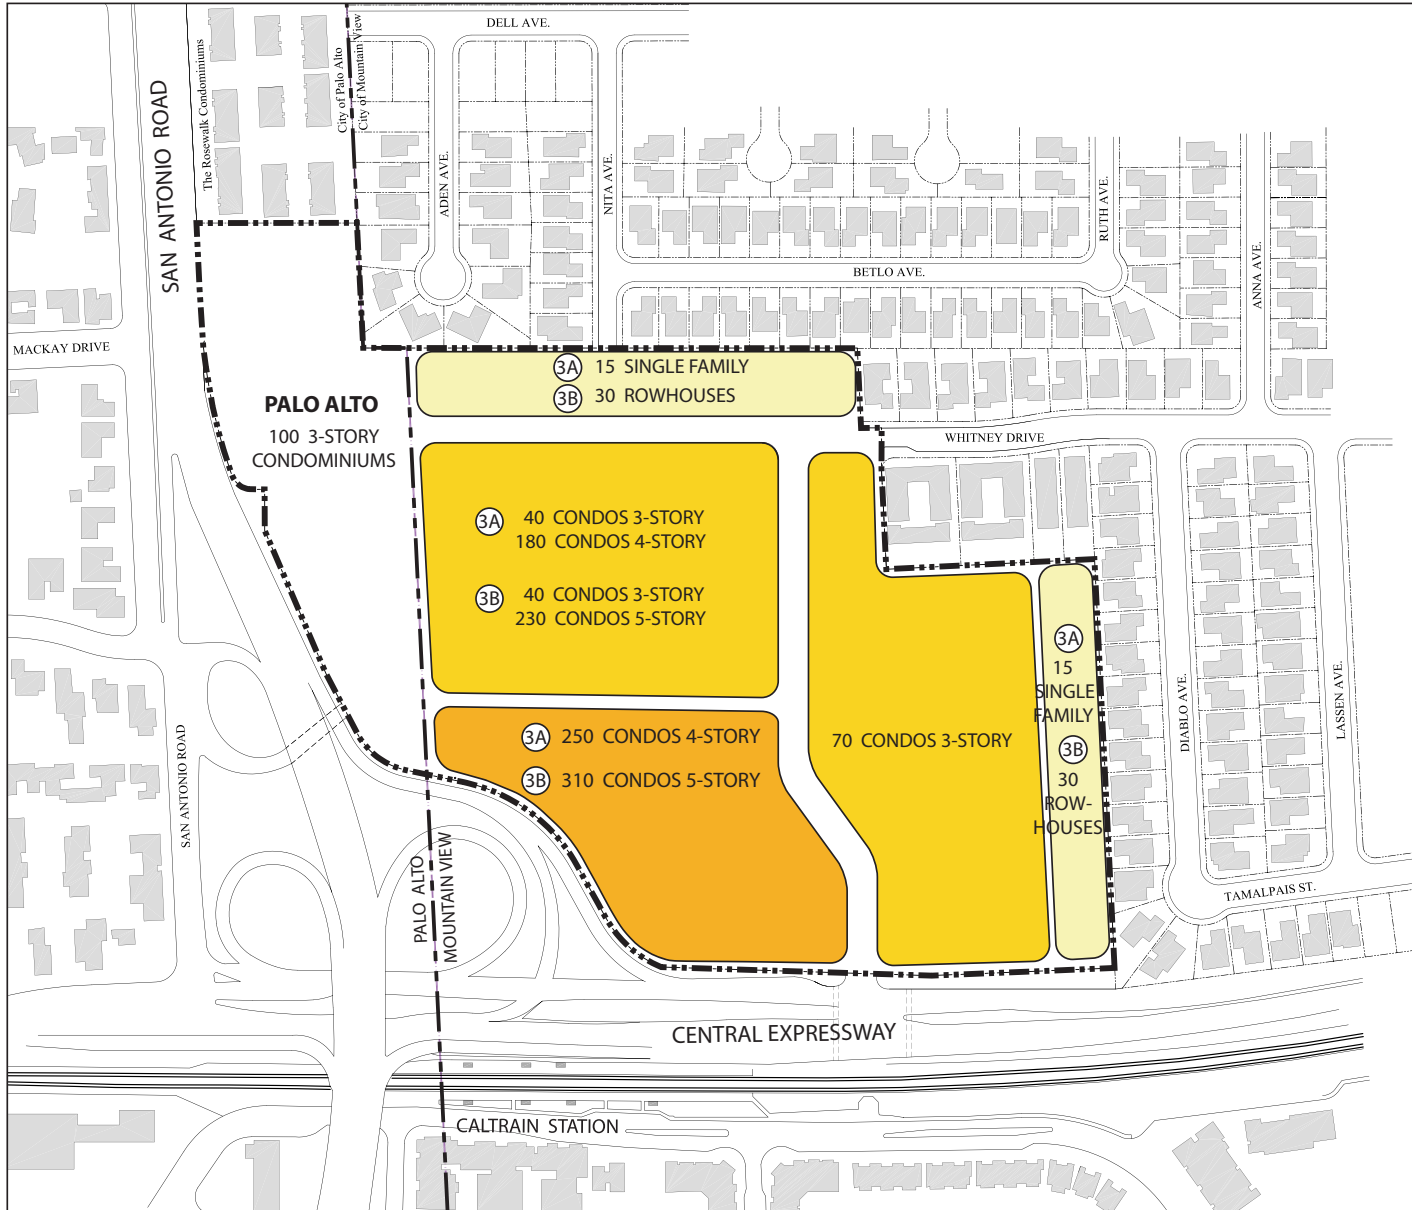 DELL AVE.
SAN ANTONIO ROAD
The Rosewalk Condominiums
City of Palo Alto
City of Mountain View
ADEN AVE.
NITA AVE.
RUTH AVE.
BETLO AVE.
ANNA AVE.
MACKAY DRIVE
3A 15 SINGLE FAMILY
3B 30 ROWHOUSES
PALO ALTO
100 3-STORY
CONDOMINIUMS
WHITNEY DRIVE
3A 40 CONDOS 3-STORY
180 CONDOS 4-STORY
3B 40 CONDOS 3-STORY
230 CONDOS 5-STORY
3A
15
SINGLE
FAMILY
3B
30
ROW-
HOUSES
DIABLO AVE.
LASSEN AVE.
3A 250 CONDOS 4-STORY
3B 310 CONDOS 5-STORY
70 CONDOS 3-STORY
SAN ANTONIO ROAD
PALO ALTO
MOUNTAIN VIEW
TAMALPAIS ST.
CENTRAL EXPRESSWAY
CALTRAIN STATION